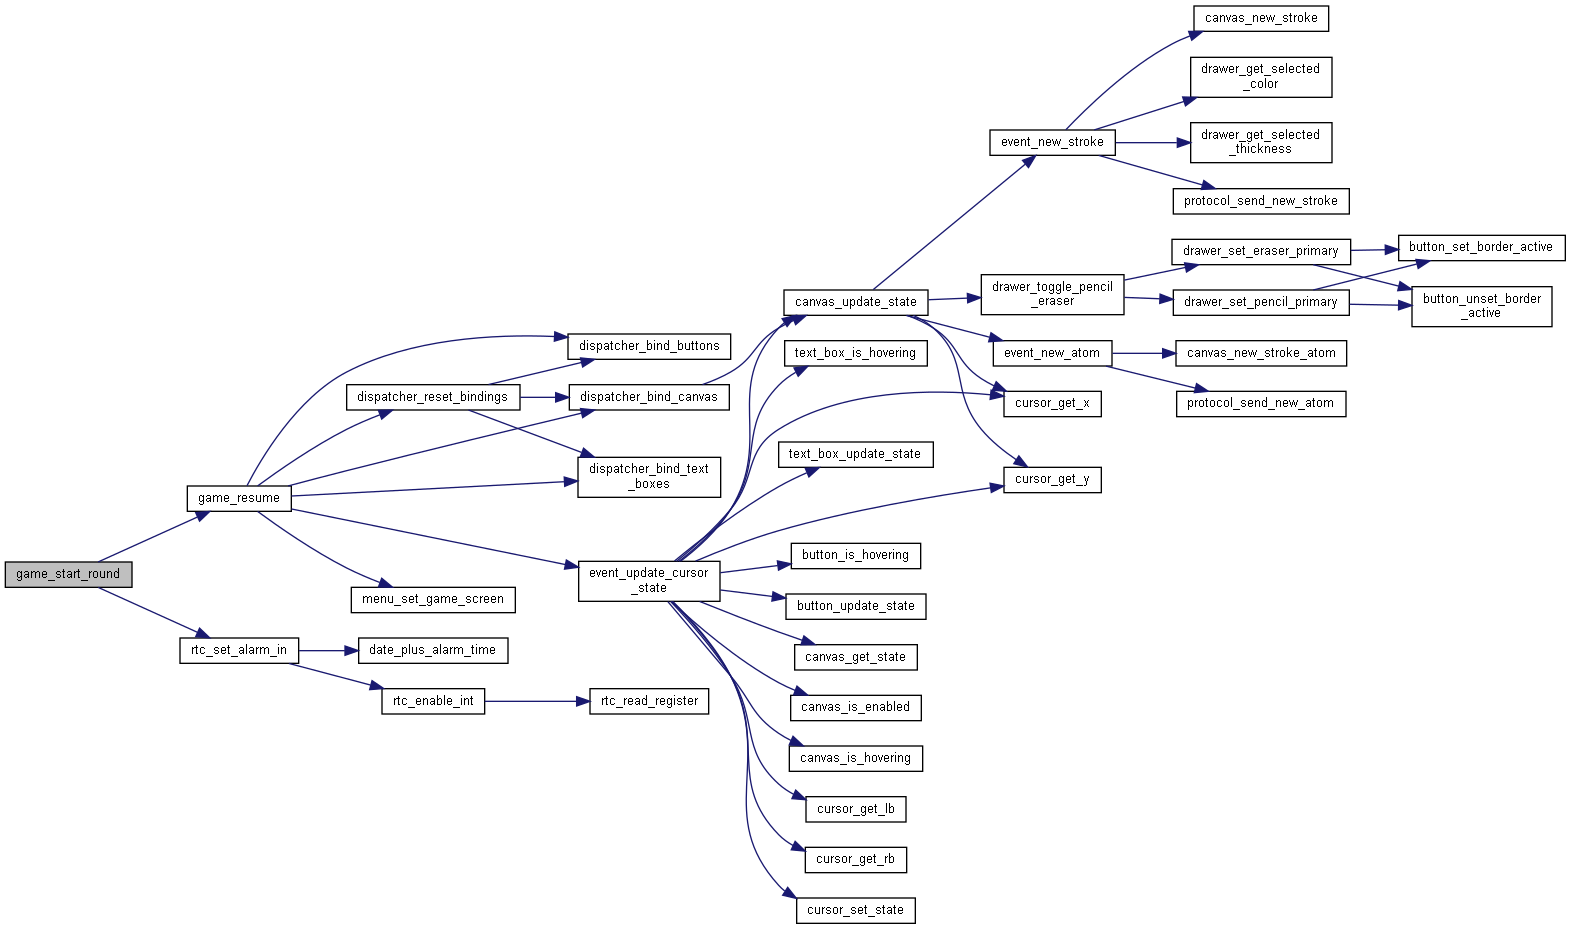 canvas_new_stroke
drawer_get_selected
_color
drawer_get_selected
_thickness
event_new_stroke
protocol_send_new_stroke
drawer_set_eraser_primary
button_set_border_active
drawer_toggle_pencil
_eraser
drawer_set_pencil_primary
button_unset_border
_active
canvas_update_state
dispatcher_bind_buttons
text_box_is_hovering
event_new_atom
canvas_new_stroke_atom
dispatcher_reset_bindings
dispatcher_bind_canvas
cursor_get_x
protocol_send_new_atom
text_box_update_state
dispatcher_bind_text
_boxes
cursor_get_y
game_resume
button_is_hovering
game_start_round
event_update_cursor
_state
menu_set_game_screen
button_update_state
rtc_set_alarm_in
date_plus_alarm_time
canvas_get_state
rtc_enable_int
rtc_read_register
canvas_is_enabled
canvas_is_hovering
cursor_get_lb
cursor_get_rb
cursor_set_state